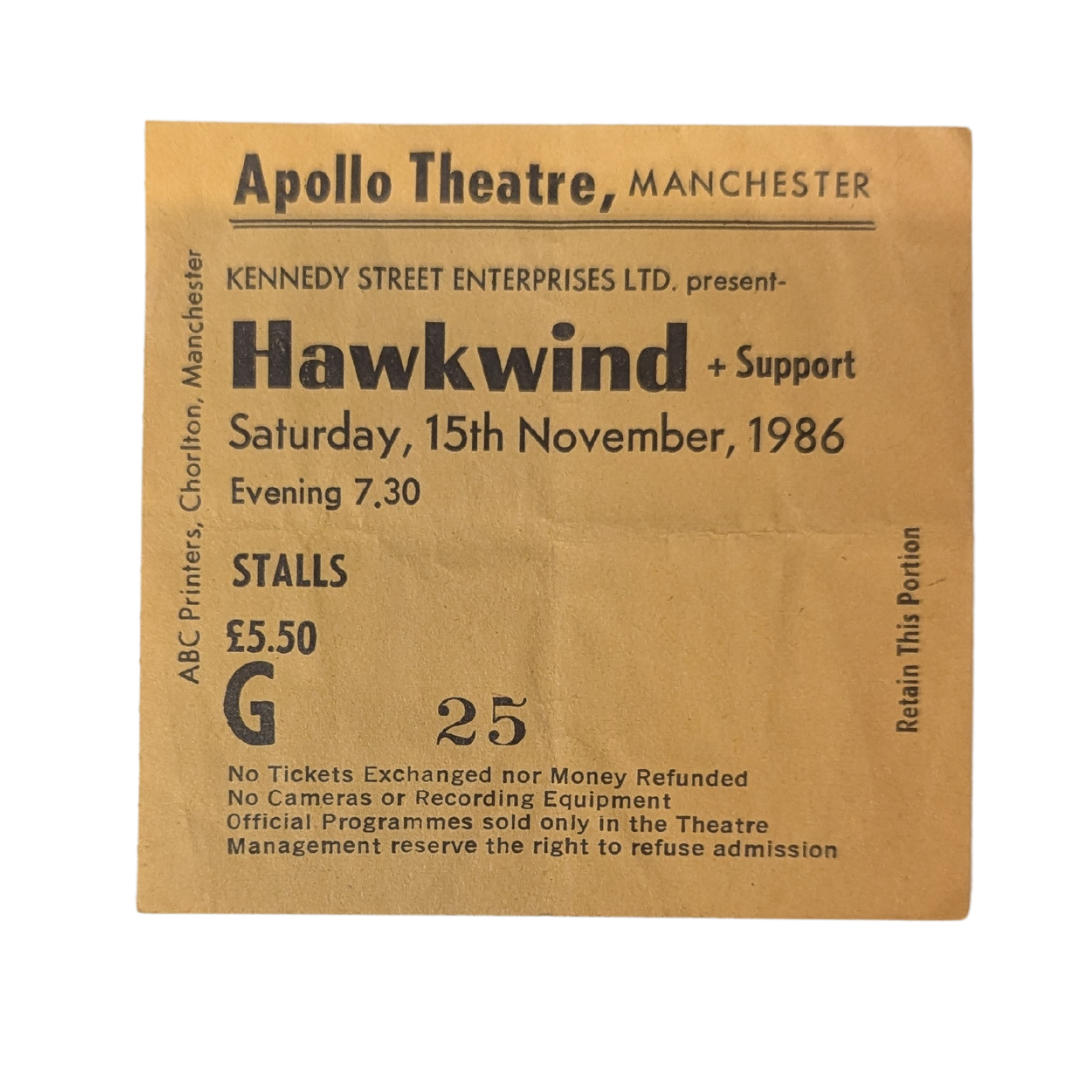 Apollo Theatre, MANCHESTER
KENNEDY STREET ENTERPRISES LTD. present-
Hawkwind + Support
Saturday, 15th November, 1986
Evening 7.30
STALLS
£5.50
G 25
No Tickets Exchanged nor Money Refunded
No Cameras or Recording Equipment
Official Programmes sold only in the Theatre
Management reserve the right to refuse admission
ABC Printers, Chorlton, Manchester
Retain This Portion